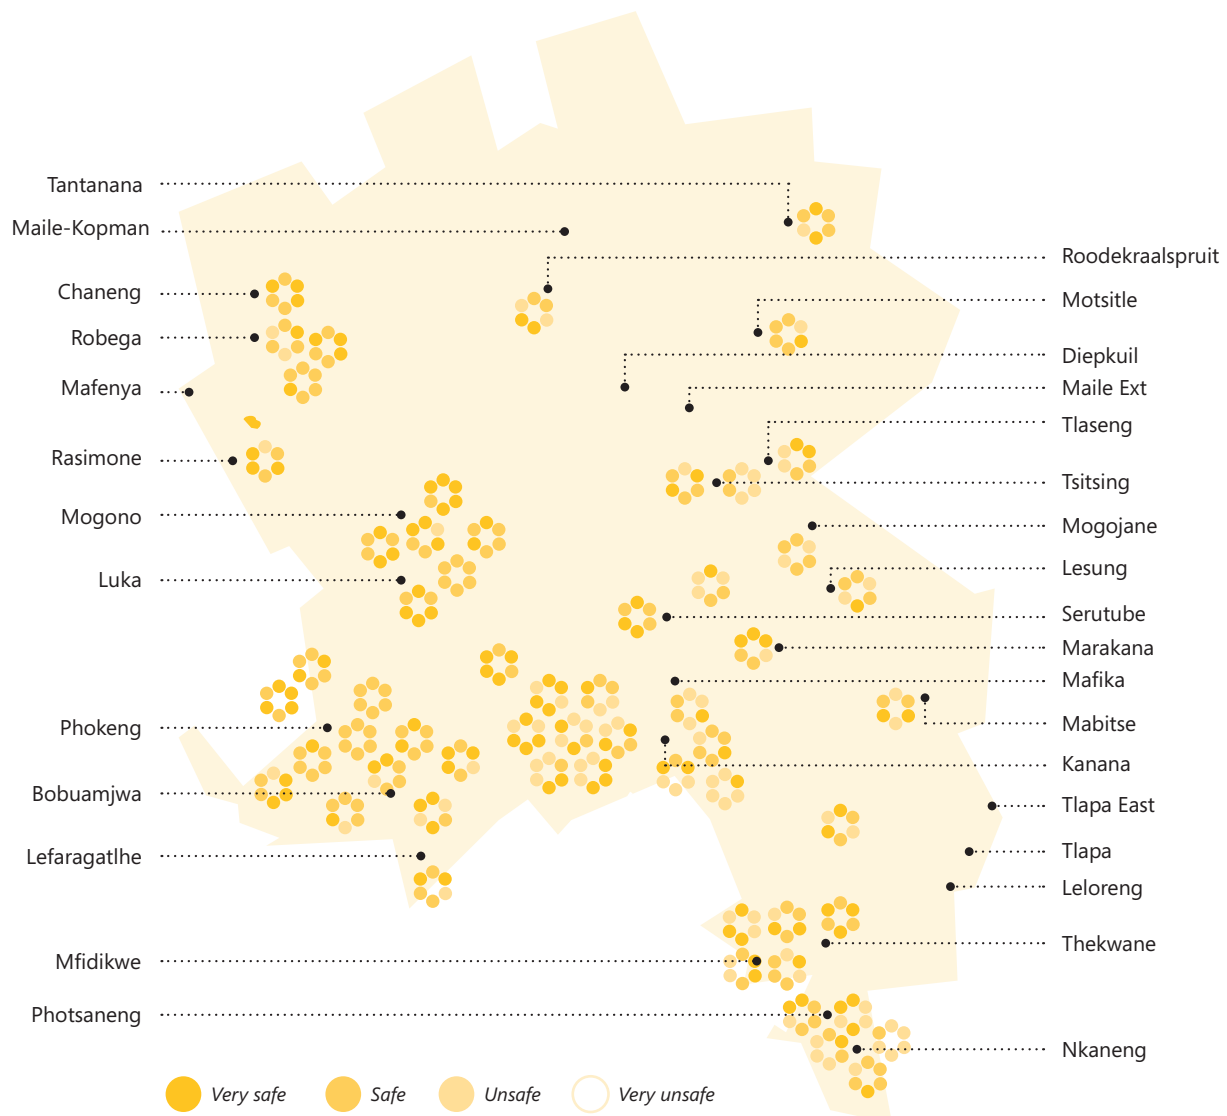 Tantanana
Maile-Kopman
Chaneng
Robega
Mafenya
Rasimone
Mogono
Luka
Phokeng
Bobuamjwa
Lefaragatlhe
Mfidikwe
Photsaneng
Roodekraalspruit
Motsitle
Diepkuil
Maile Ext
Tlaseng
Tsitsing
Mogojane
Lesung
Serutube
Marakana
Mafika
Mabitse
Kanana
Tlapa East
Tlapa
Leloreng
Thekwane
Nkaneng
Very safe Safe Unsafe Very unsafe